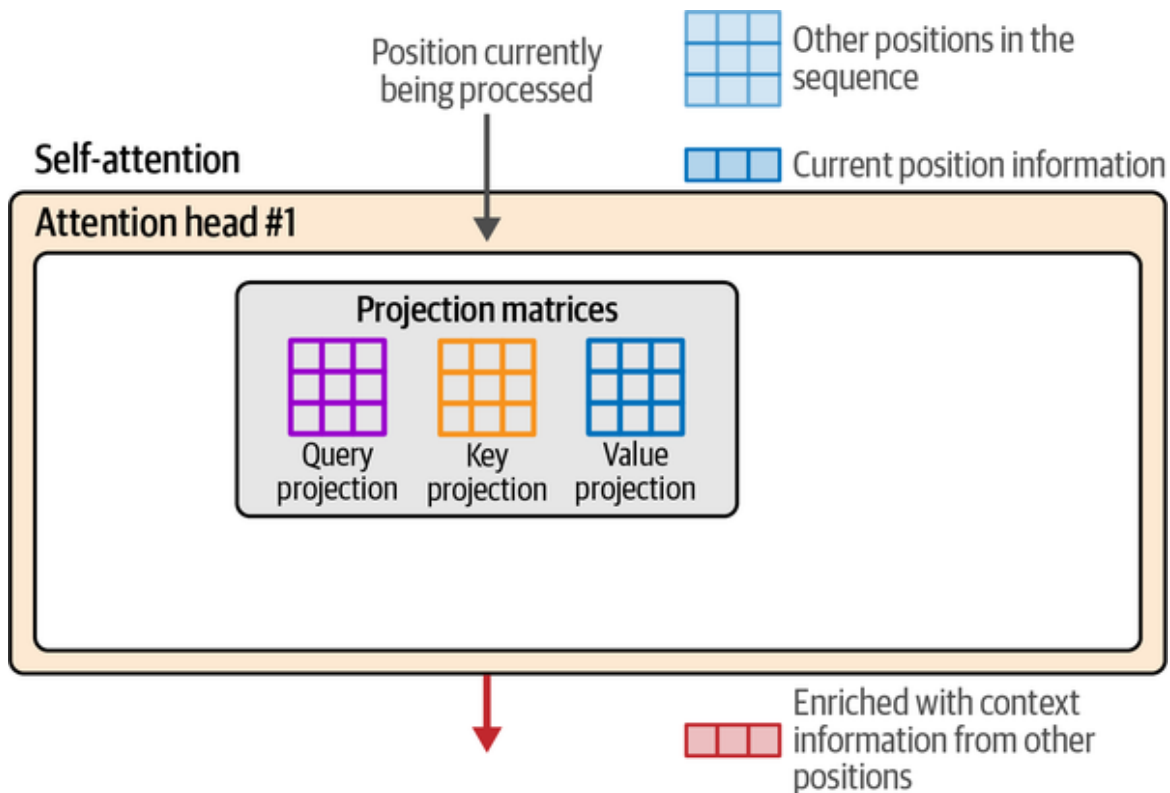 Position currently
being processed
Other positions in the
sequence
Current position information
Self-attention
Attention head #1
Projection matrices
Query
projection
Key
projection
Value
projection
Enriched with context
information from other
positions